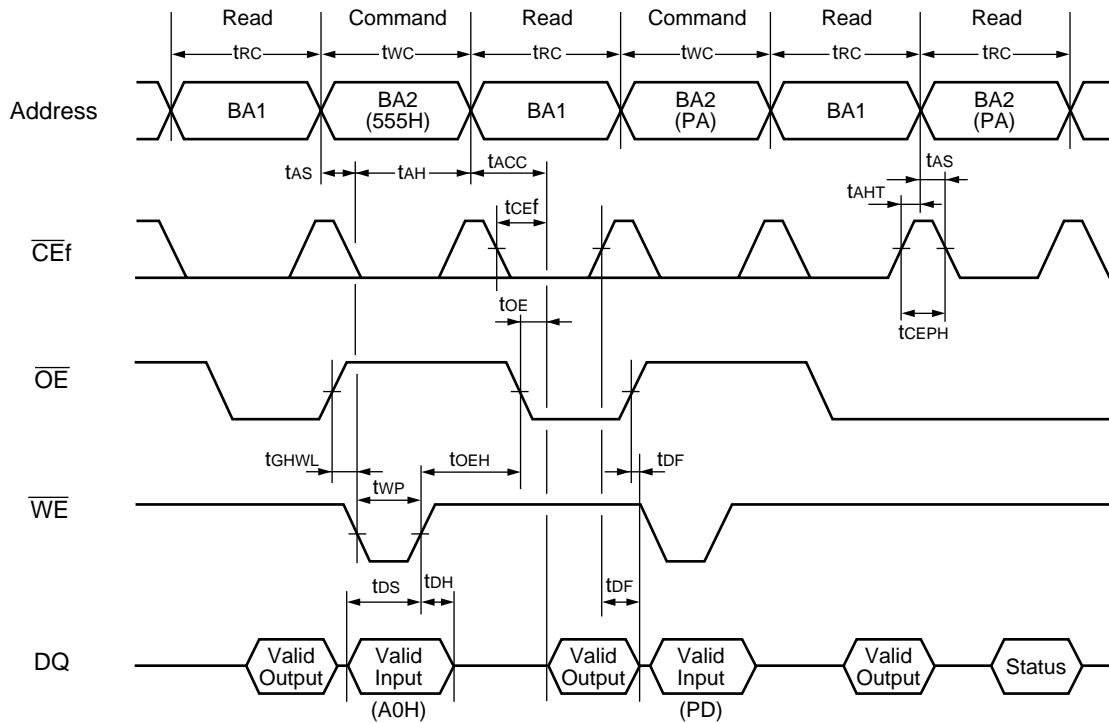 Read Command Read Command Read Read
tRC tWC tRC tWC tRC tRC
Address BA1 BA2 (555H) BA1 BA2 (PA) BA1 BA2 (PA)
tAS tAH tACC tAS
tAHT
CEf tCEf
tOE tCEPH
OE
tGHWL tOEH tDF
tWP
WE
tDS tDH tDF
DQ Valid Output Valid Input Valid Output Valid Input Valid Output Status
(A0H) (PD)